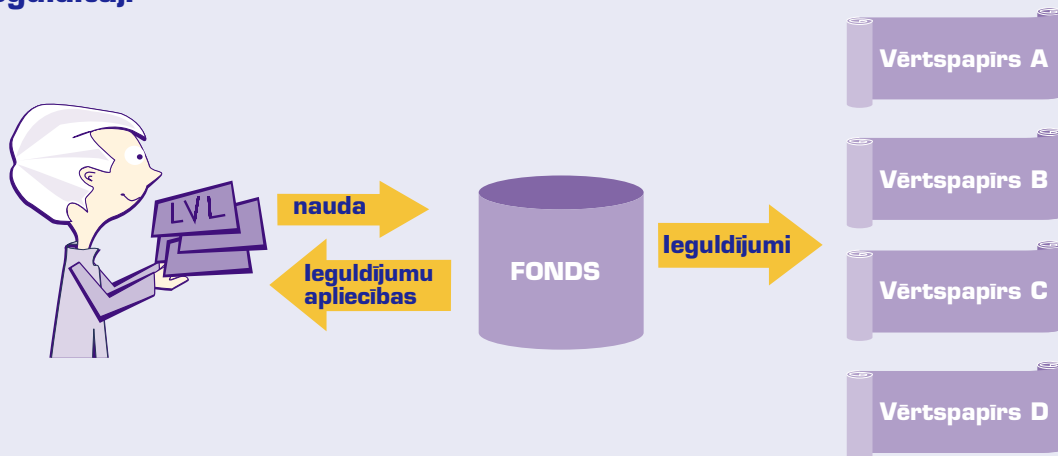 LVL
nauda
Ieguldījumu
apliecības
FONDS
Ieguldījumi
Vērtspapīrs A
Vērtspapīrs B
Vērtspapīrs C
Vērtspapīrs D